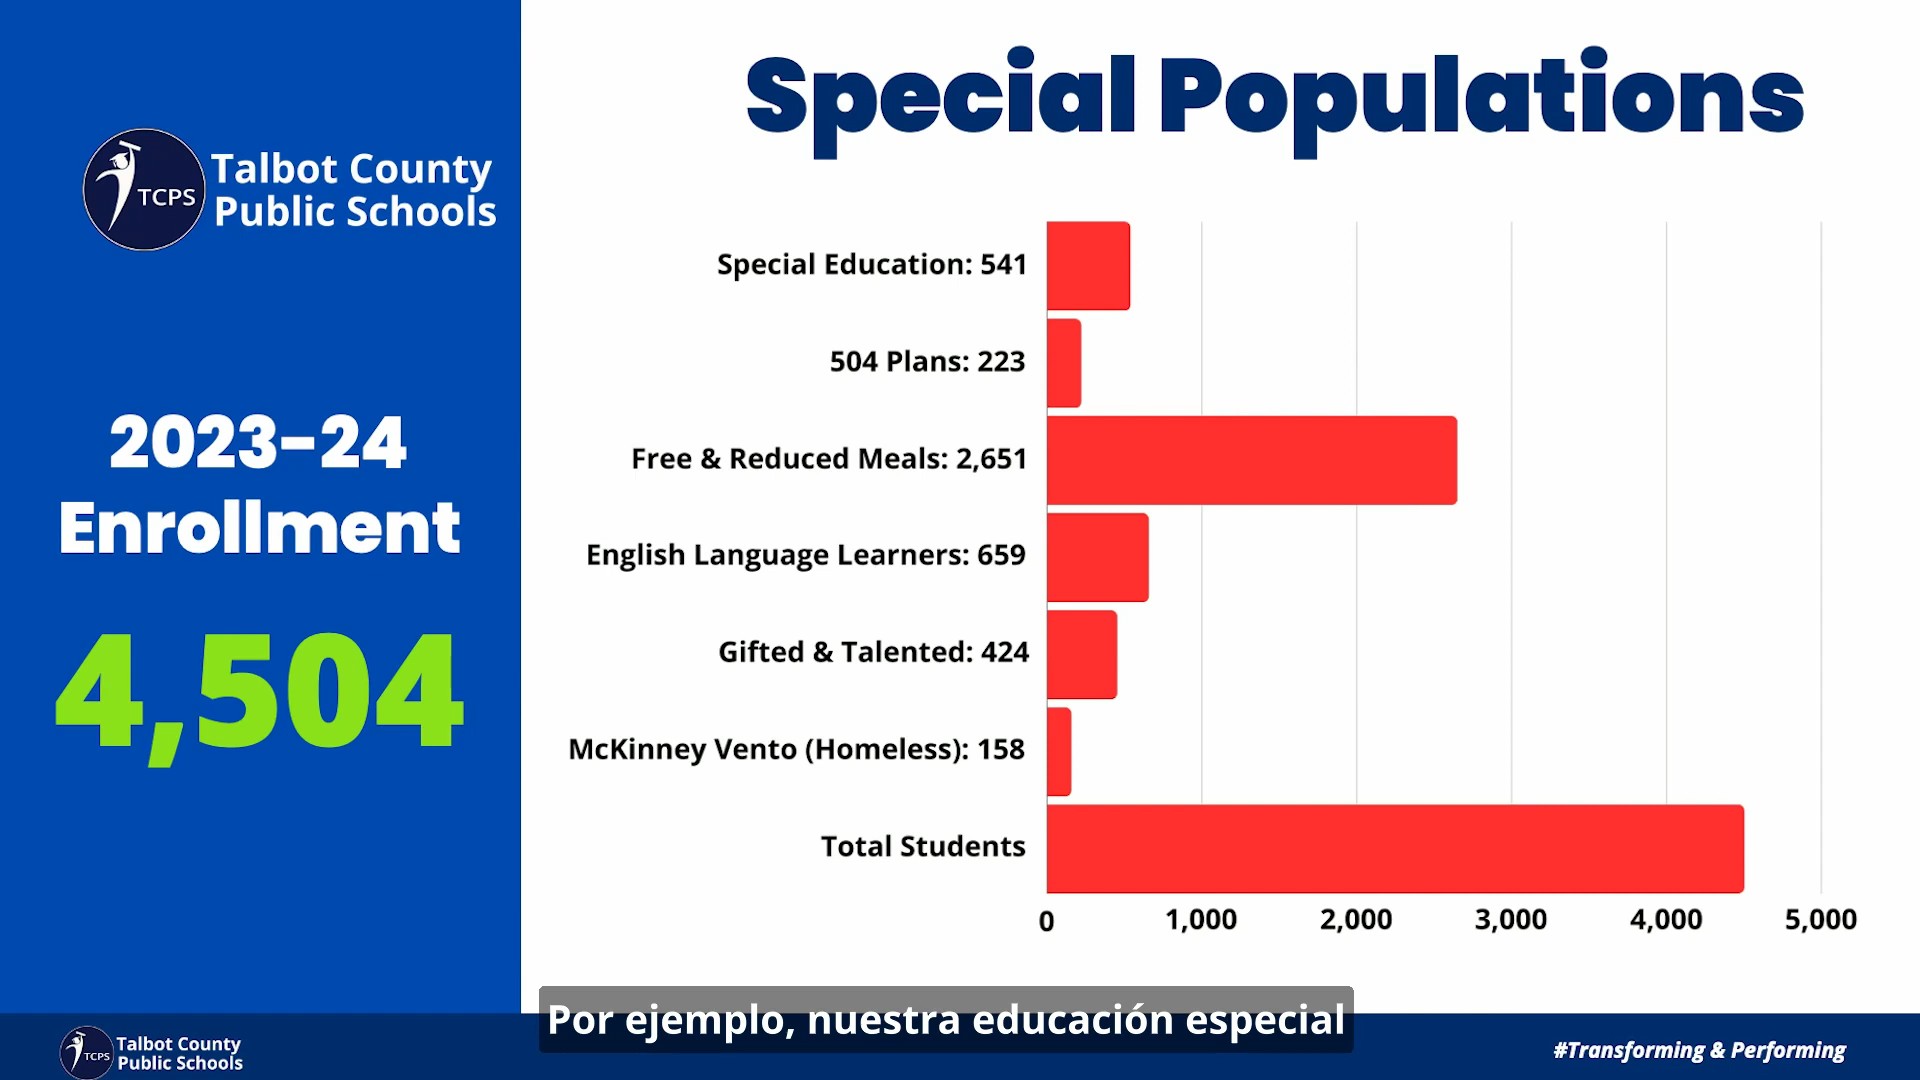 TCPS
Talbot County
Public Schools
2023-24
Enrollment
4,504
Special Populations
Special Education: 541
504 Plans: 223
Free & Reduced Meals: 2,651
English Language Learners: 659
Gifted & Talented: 424
McKinney Vento (Homeless): 158
Total Students
0 1,000 2,000 3,000 4,000 5,000
Por ejemplo, nuestra educación especial
TCPS
Talbot County
Public Schools
#Transforming & Performing